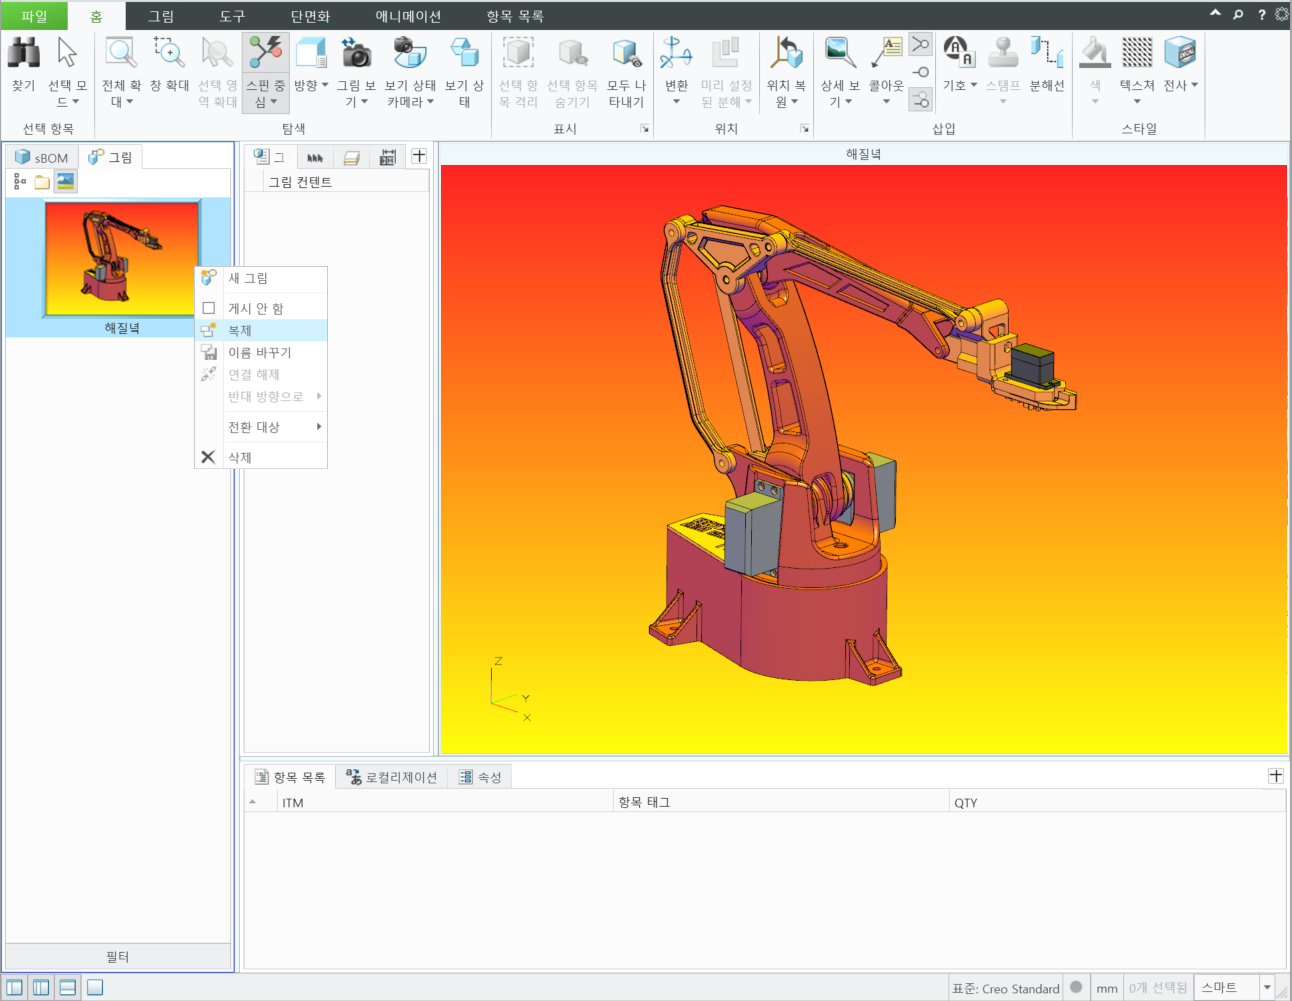 파일 홈 그림 도구 단면화 애니메이션 항목 목록
찾기
선택 모드
전체 확대
창 확대
선택 영역 확대
스핀 중심
방향
그림 보기
보기 상태 카메라
보기 상태
선택 항목 격리
선택 항목 숨기기
모두 나타내기
변환
미리 설정된 분해
위치 복원
상세 보기
콜아웃
기호
스탬프
분해선
색
텍스쳐
전사
선택 항목 탐색 표시 위치 삽입 스타일
sBOM 그림
그
해질녘
그림 컨텐트
해질녘
새 그림
게시 안 함
복제
이름 바꾸기
연결 해제
반대 방향으로
전환 대상
삭제
Z
Y
X
항목 목록 로컬리제이션 속성
ITM 항목 태그 QTY
필터
표준: Creo Standard mm 0개 선택됨 스마트